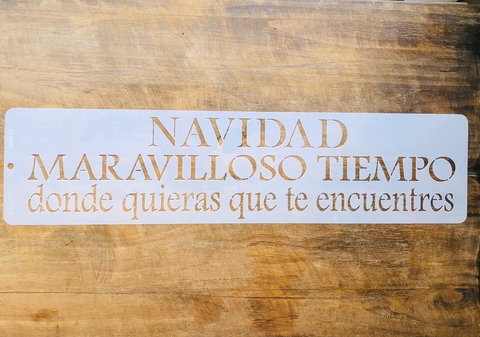 NAVIDAD
MARAVILLOSO TIEMPO
donde quieras que te encuentres